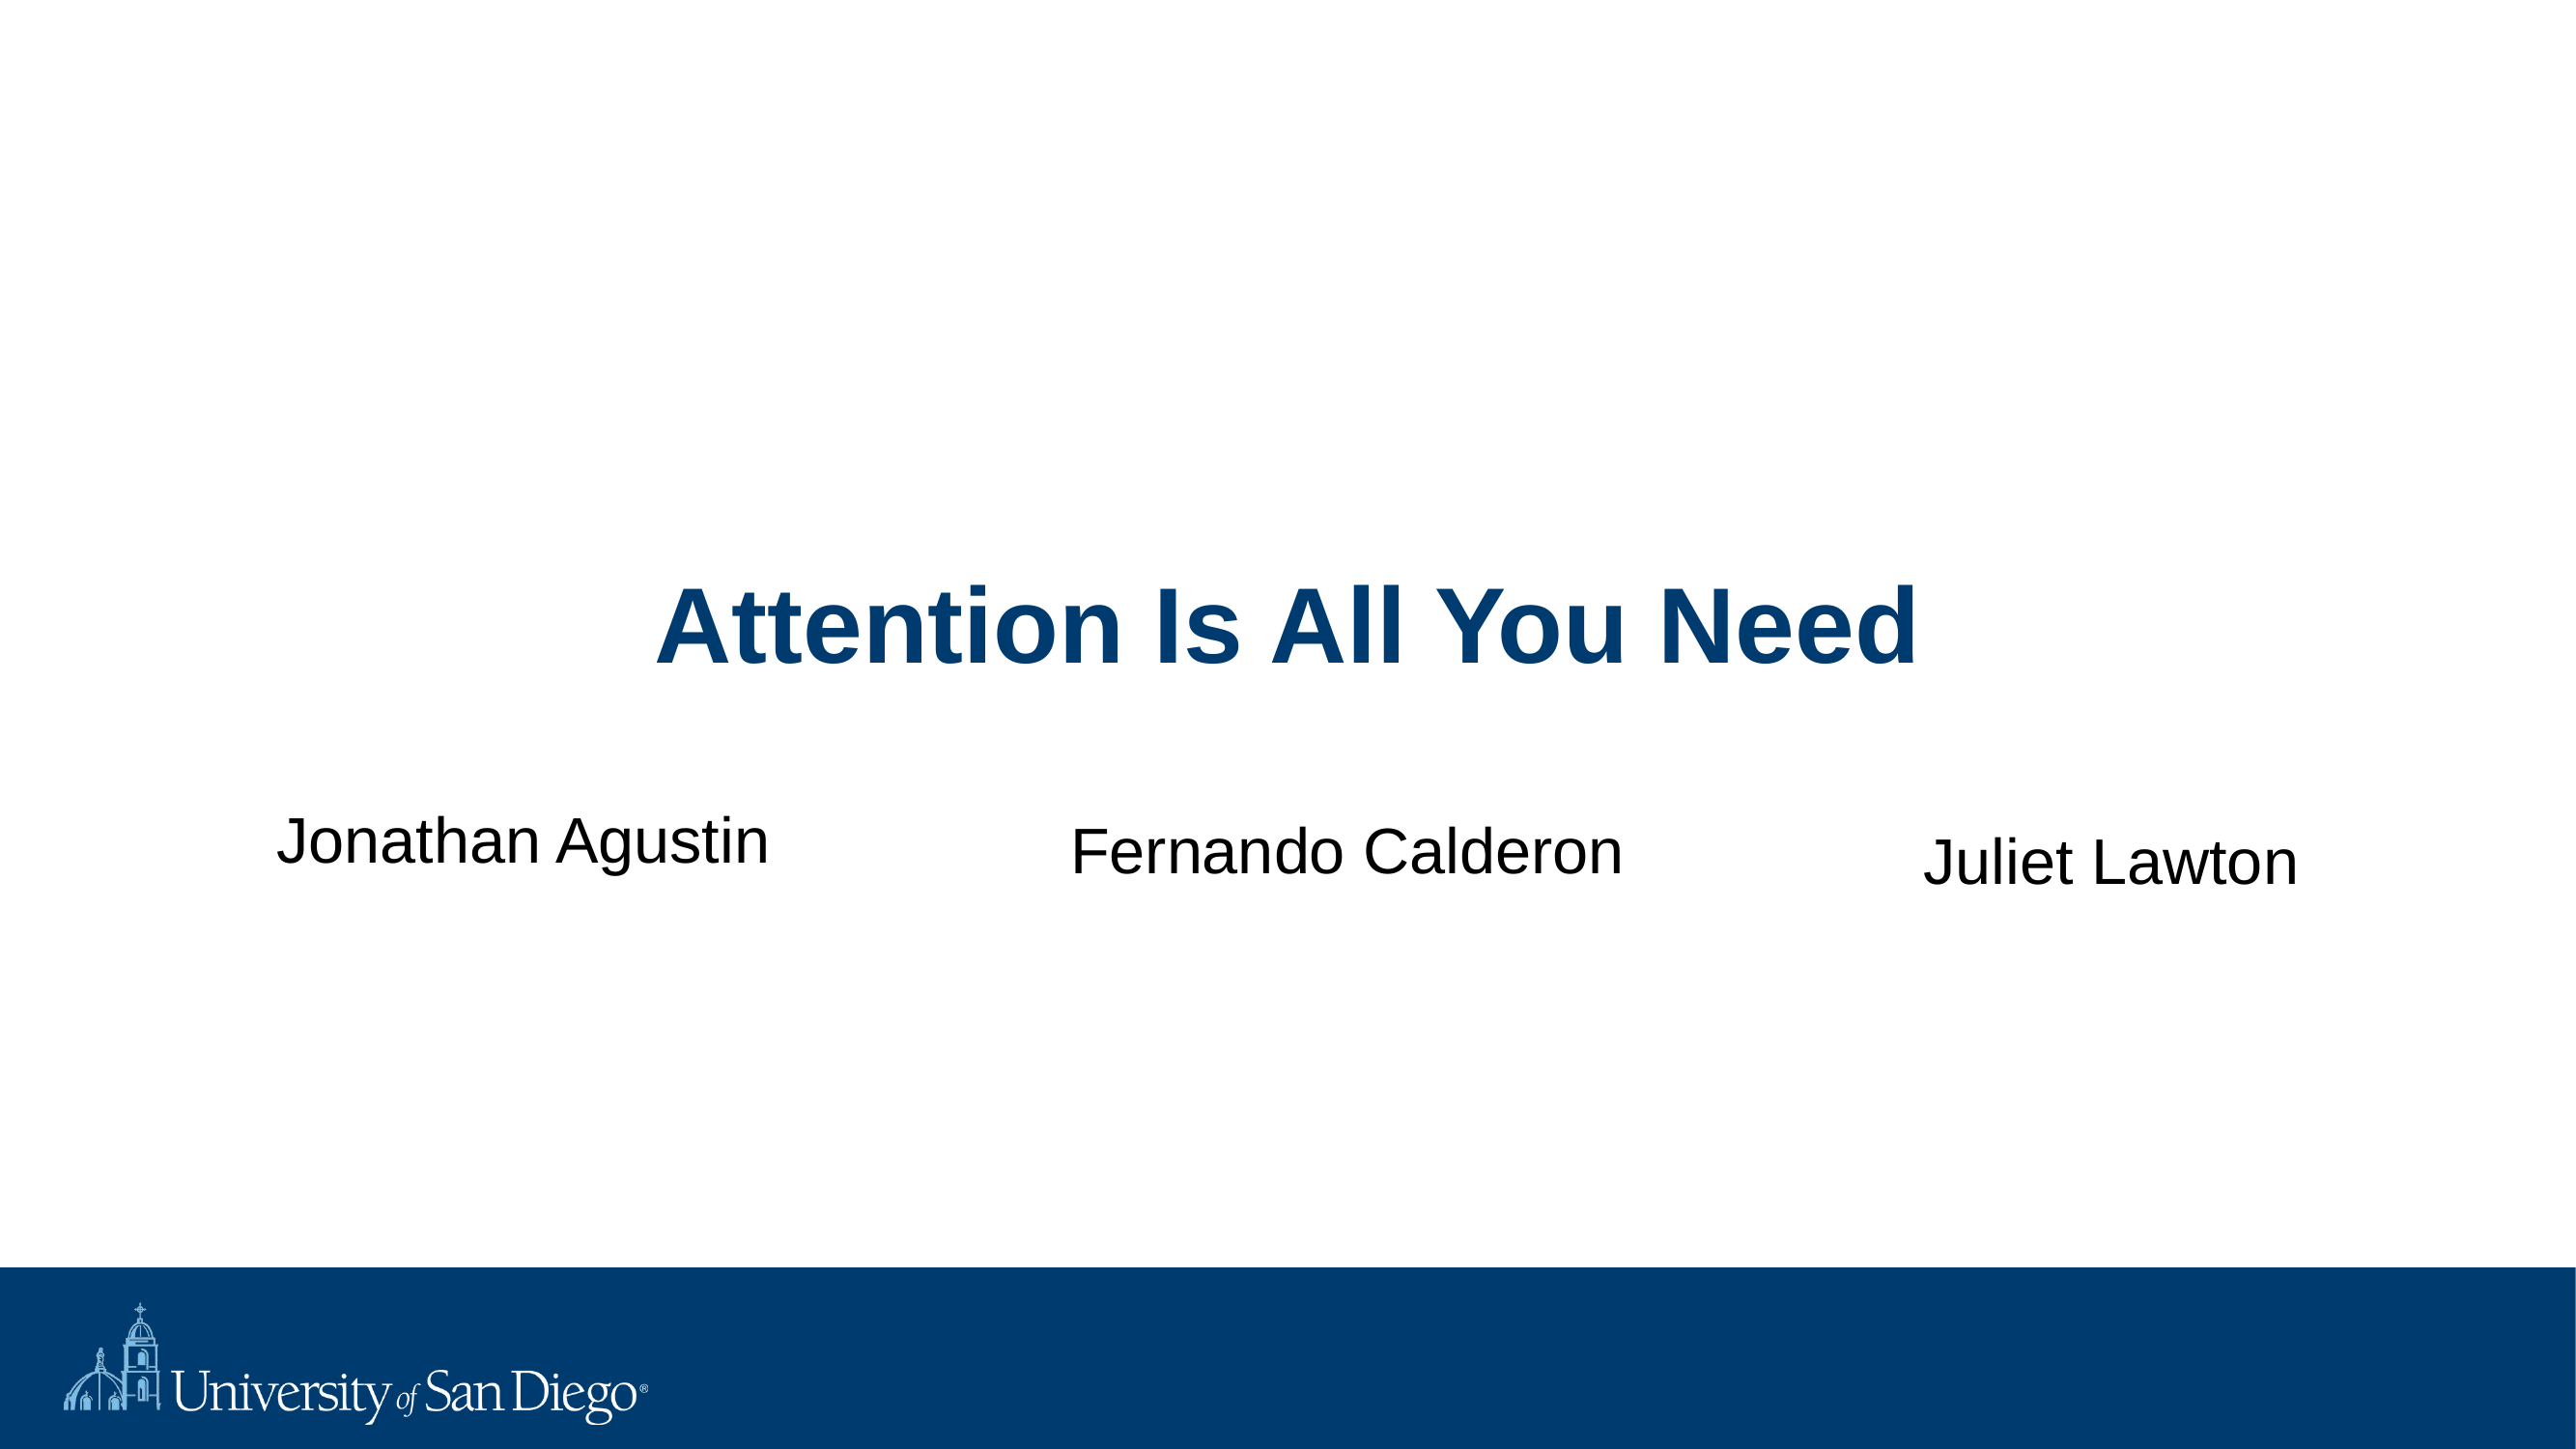 Attention Is All You Need
Jonathan Agustin
Fernando Calderon
Juliet Lawton
University of San Diego®